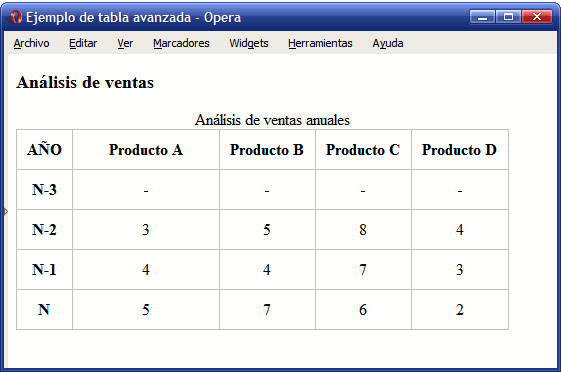 Ejemplo de tabla avanzada - Opera
Archivo Editar Ver Marcadores Widgets Herramientas Ayuda
Análisis de ventas
Análisis de ventas anuales
AÑO Producto A Producto B Producto C Producto D
N-3 - - - -
N-2 3 5 8 4
N-1 4 4 7 3
N 5 7 6 2